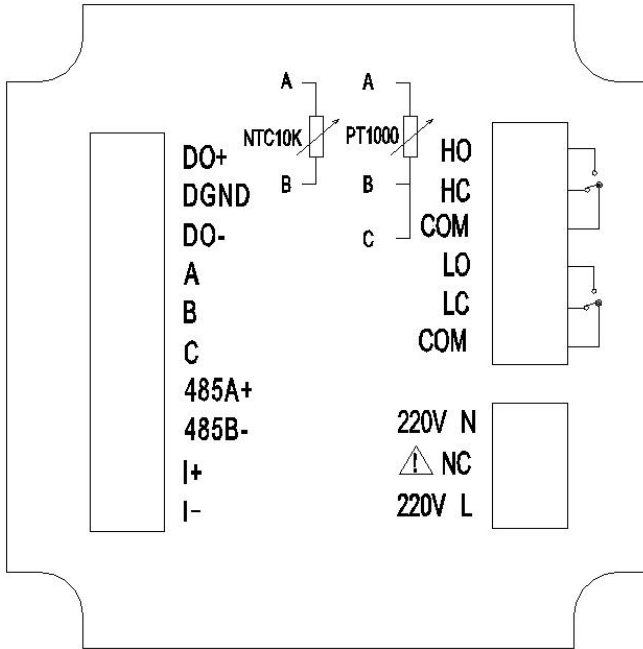 A
A
NTC10K
PT1000
B
B
C
DO+
DGND
DO-
A
B
C
485A+
485B-
I+
I-
HO
HC
COM
LO
LC
COM
220V N
⚠ NC
220V L